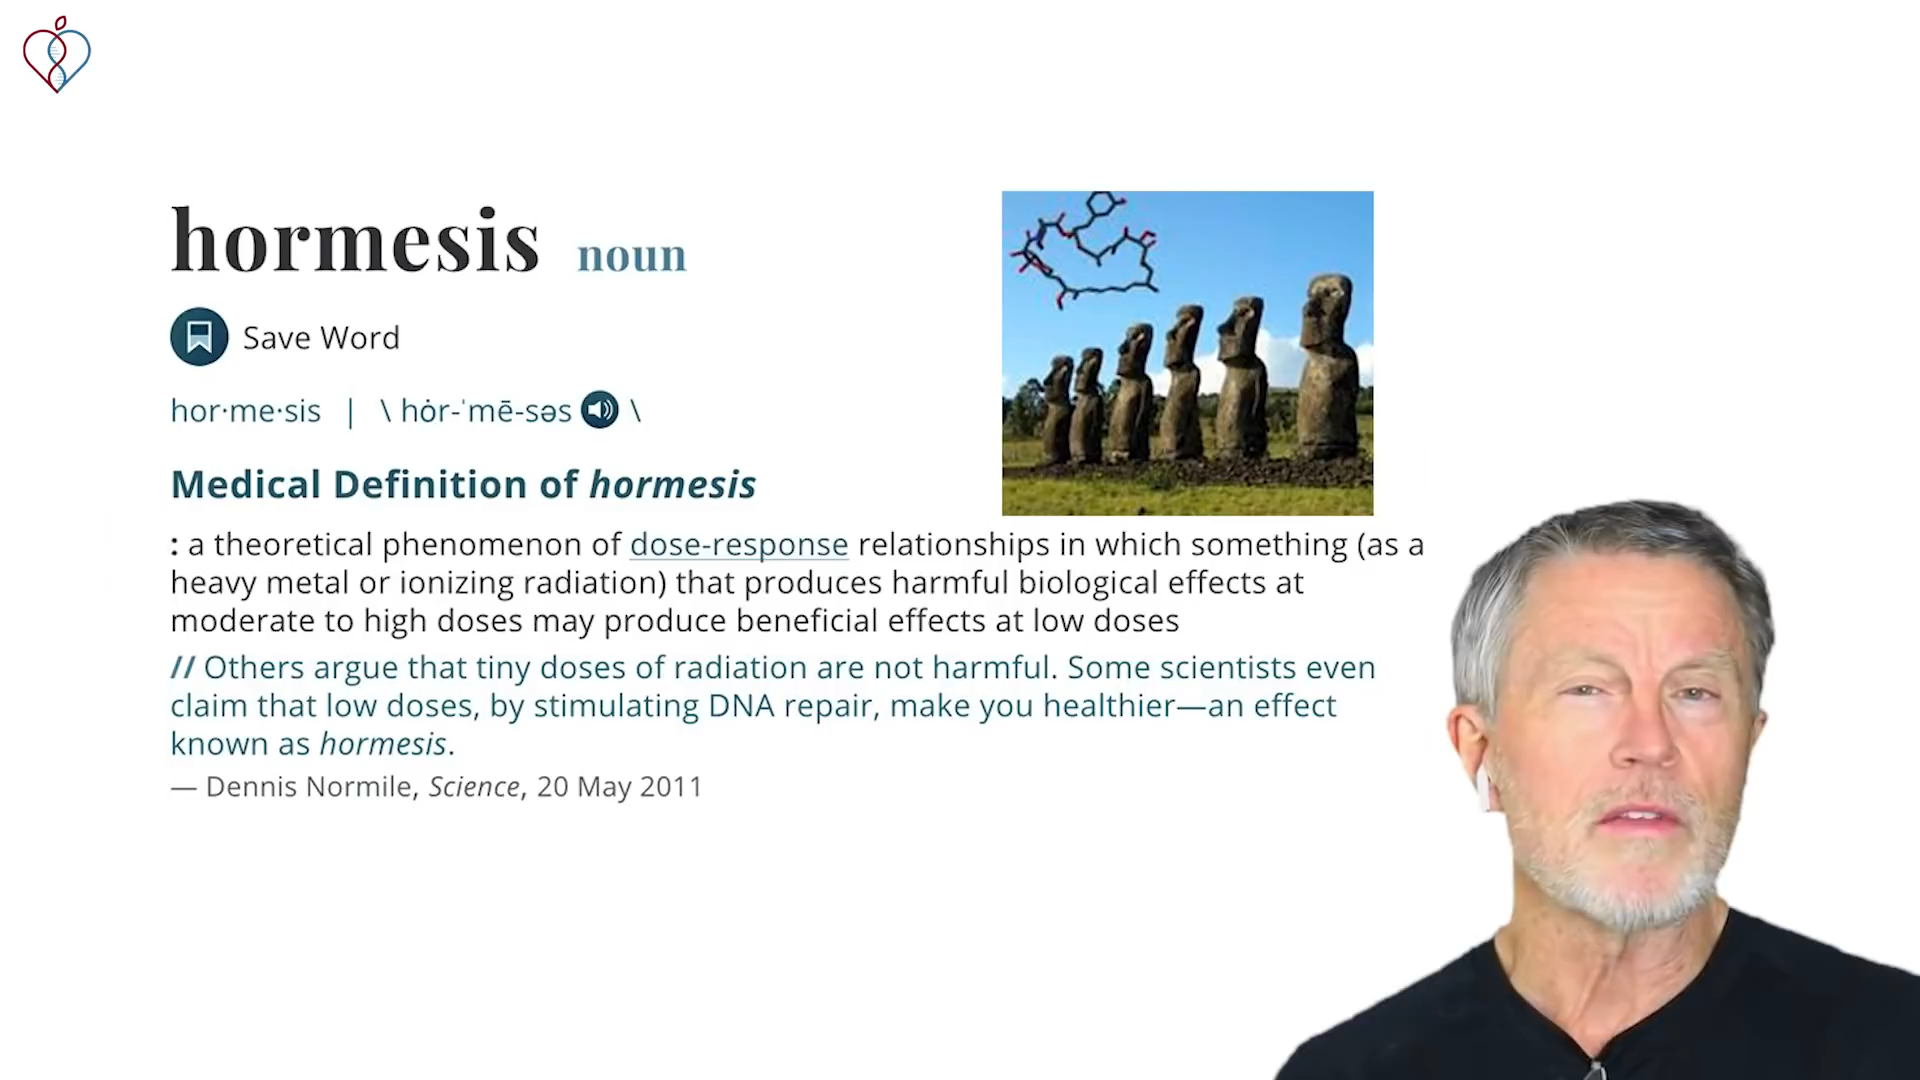 hormesis noun
Save Word
hor·me·sis | \ hȯr-ˈmē-səs \
Medical Definition of hormesis
: a theoretical phenomenon of dose-response relationships in which something (as a
heavy metal or ionizing radiation) that produces harmful biological effects at
moderate to high doses may produce beneficial effects at low doses
// Others argue that tiny doses of radiation are not harmful. Some scientists even
claim that low doses, by stimulating DNA repair, make you healthier—an effect
known as hormesis.
— Dennis Normile, Science, 20 May 2011